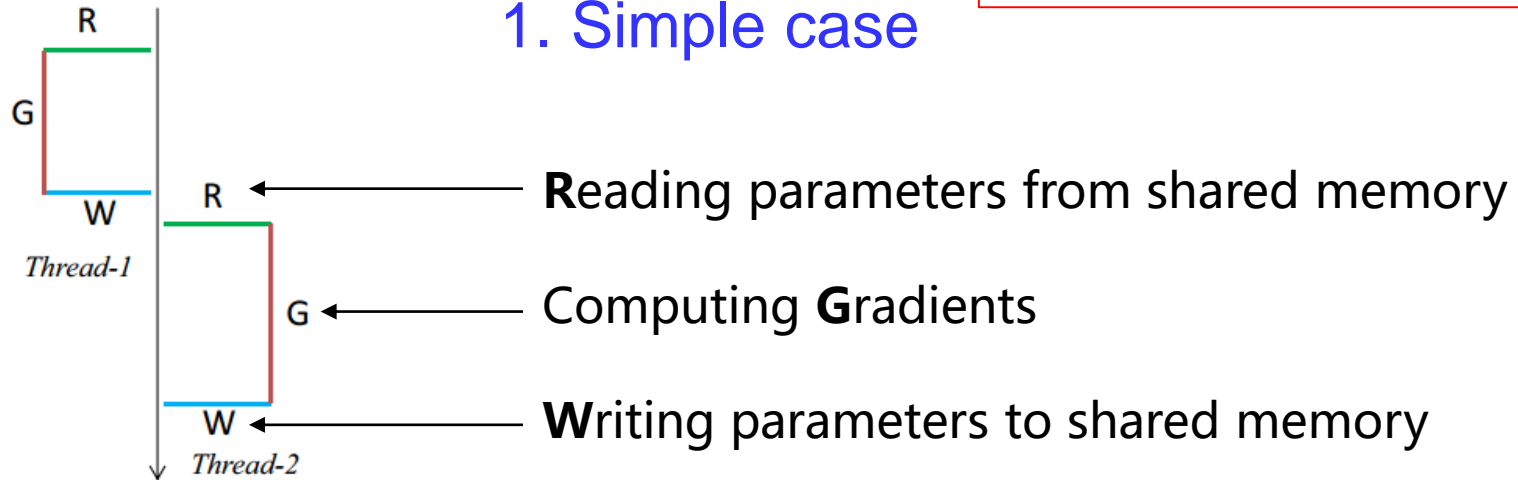 1. Simple case
R
G
W
Thread-1
R
Reading parameters from shared memory
G
Computing Gradients
W
Writing parameters to shared memory
Thread-2